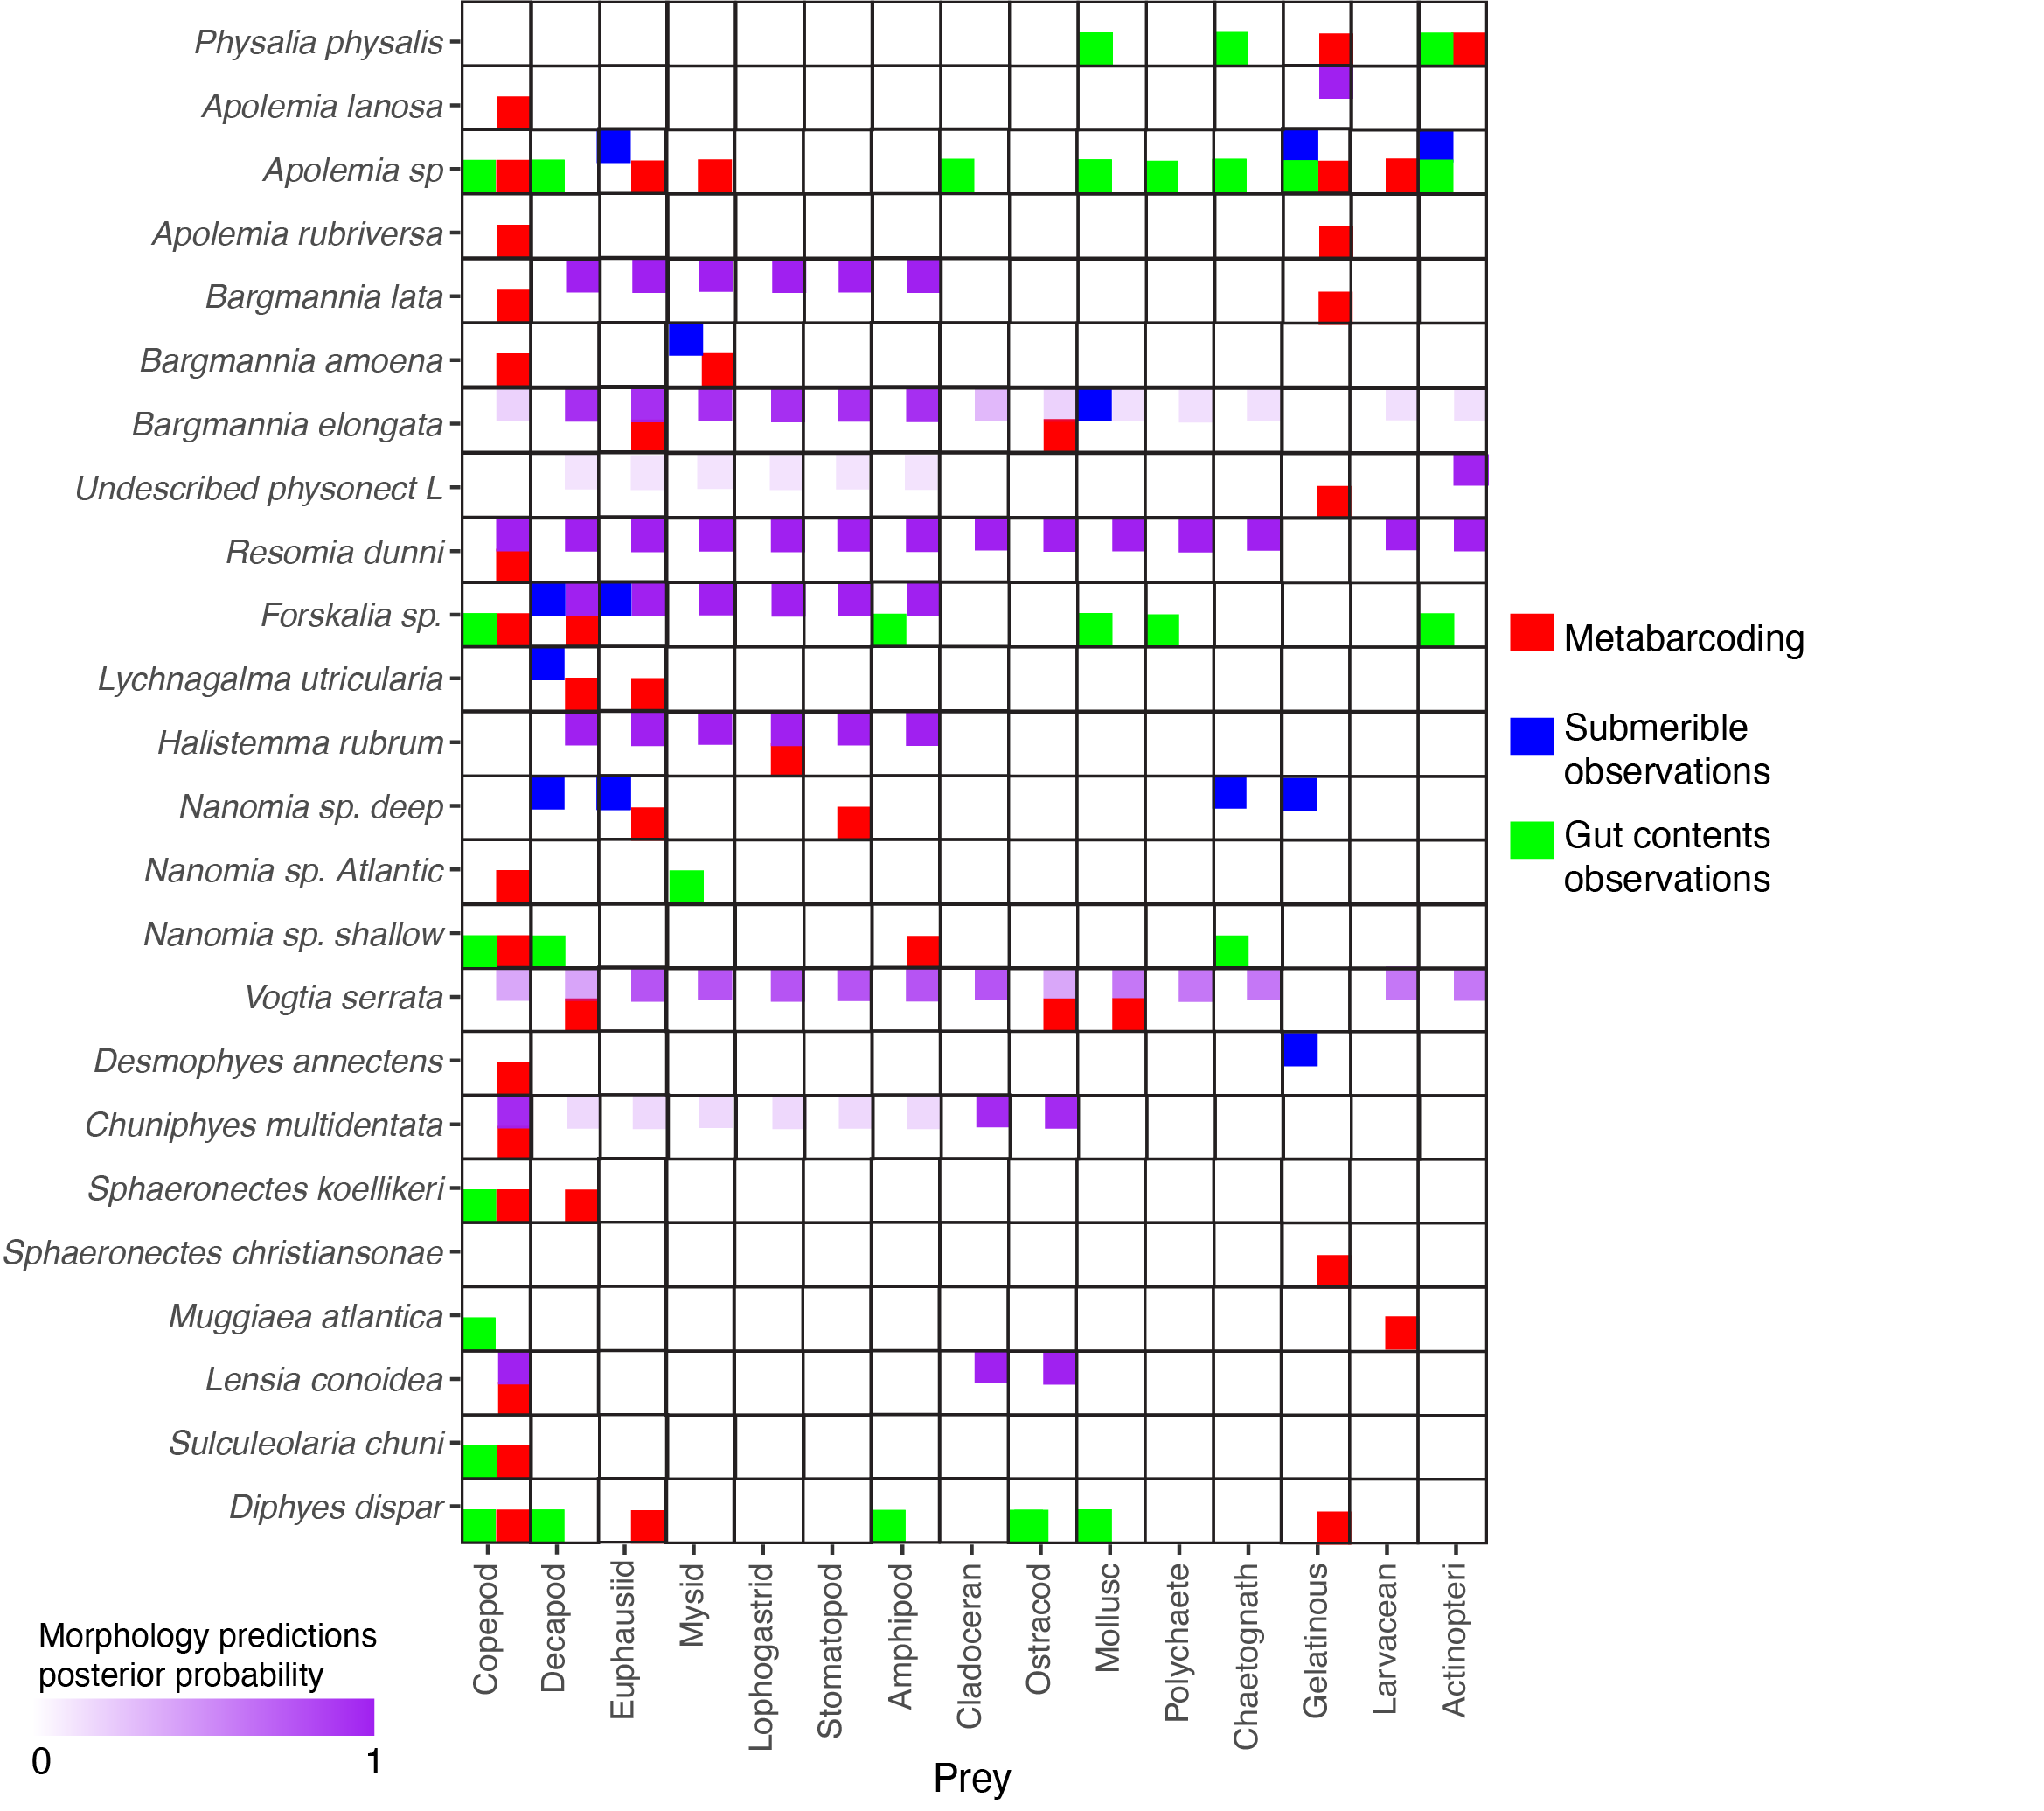 Physalia physalis
Apolemia lanosa
Apolemia sp
Apolemia rubriversa
Bargmannia lata
Bargmannia amoena
Bargmannia elongata
Undescribed physonect L
Resomia dunni
Forskalia sp.
Lychnagalma utricularia
Halistemma rubrum
Nanomia sp. deep
Nanomia sp. Atlantic
Nanomia sp. shallow
Vogtia serrata
Desmophyes annectens
Chuniphyes multidentata
Sphaeronectes koellikeri
Sphaeronectes christiansonae
Muggiaea atlantica
Lensia conoidea
Sulculeolaria chuni
Diphyes dispar
Metabarcoding
Submerible
observations
Gut contents
observations
Copepod
Decapod
Euphausiid
Mysid
Lophogastrid
Stomatopod
Amphipod
Cladoceran
Ostracod
Mollusc
Polychaete
Chaetognath
Gelatinous
Larvacean
Actinopteri
Prey
Morphology predictions
posterior probability
0
1